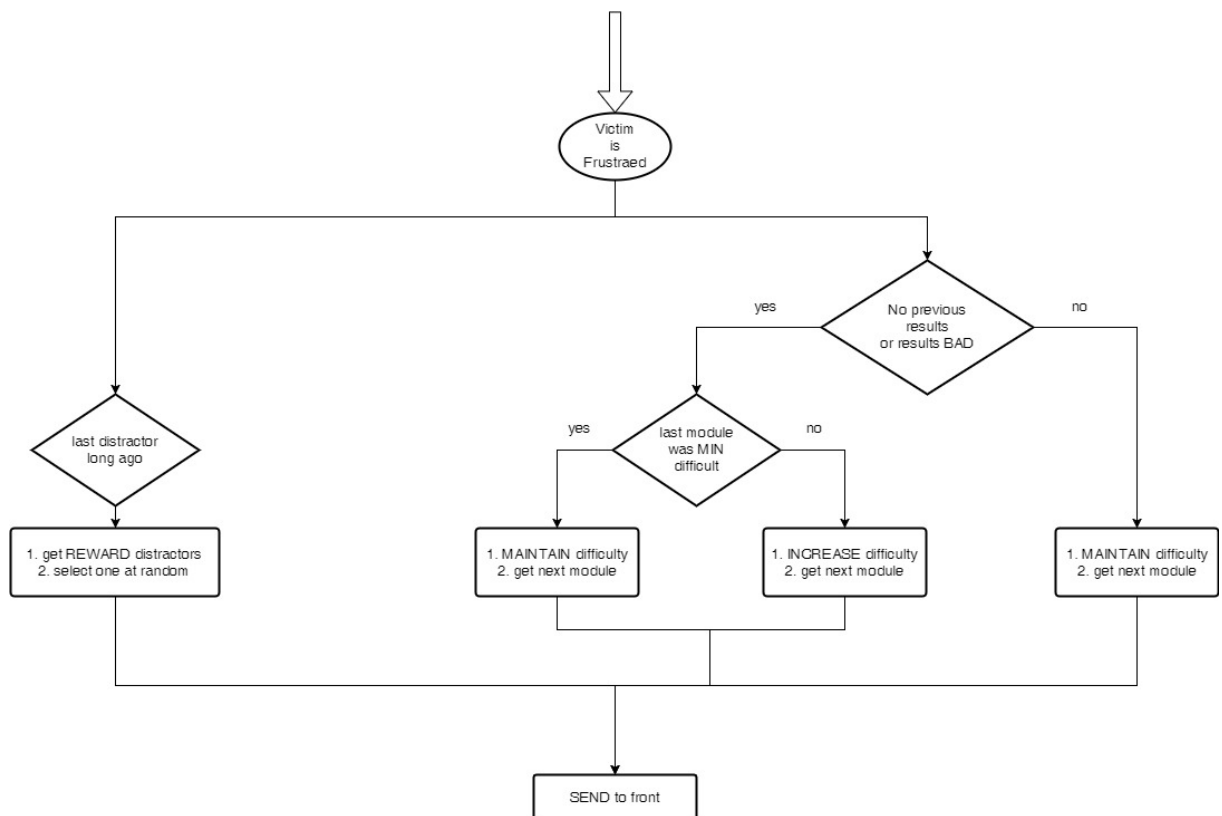 Victim
is
Frustraed
yes
No previous
results
or results BAD
no
last distractor
long ago
yes
last module
was MIN
difficult
no
1. get REWARD distractors
2. select one at random
1. MAINTAIN difficulty
2. get next module
1. INCREASE difficulty
2. get next module
1. MAINTAIN difficulty
2. get next module
SEND to front